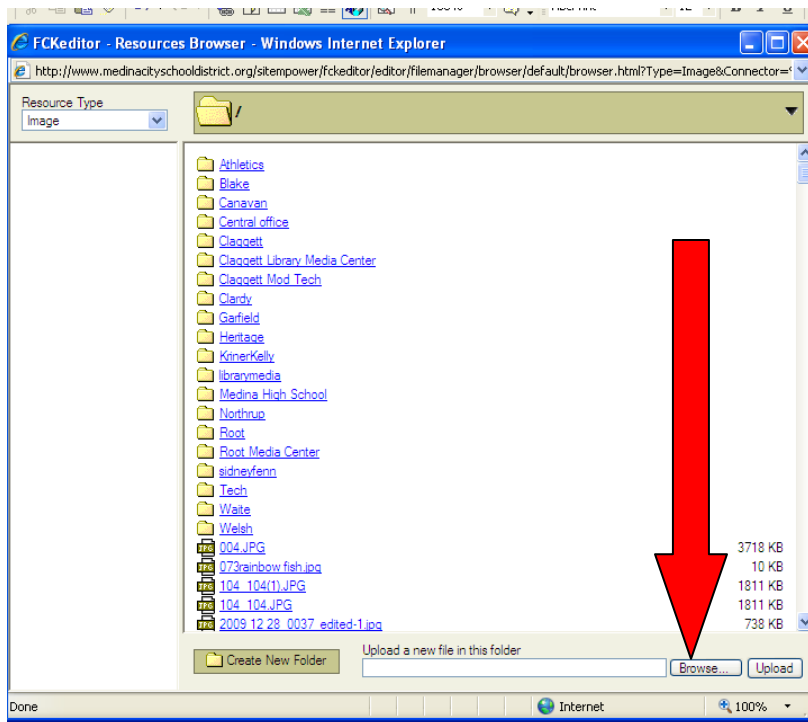 FCKeditor - Resources Browser - Windows Internet Explorer
http://www.medinacityschooldistrict.org/sitempower/fckeditor/editor/filemanager/browser/default/browser.html?Type=Image&Connector=
Resource Type
Image
/
Athletics
Blake
Canavan
Central office
Claggett
Claggett Library Media Center
Claggett Mod Tech
Clardy
Garfield
Heritage
KrinerKelly
librarymedia
Medina High School
Northrup
Root
Root Media Center
sidneyfenn
Tech
Waite
Welsh
004.JPG 3718 KB
073rainbow fish.jpg 10 KB
104_104(1).JPG 1811 KB
104_104.JPG 1811 KB
2009 12 28_0037_edited-1.jpg 738 KB
Create New Folder
Upload a new file in this folder
Browse... Upload
Done Internet 100%